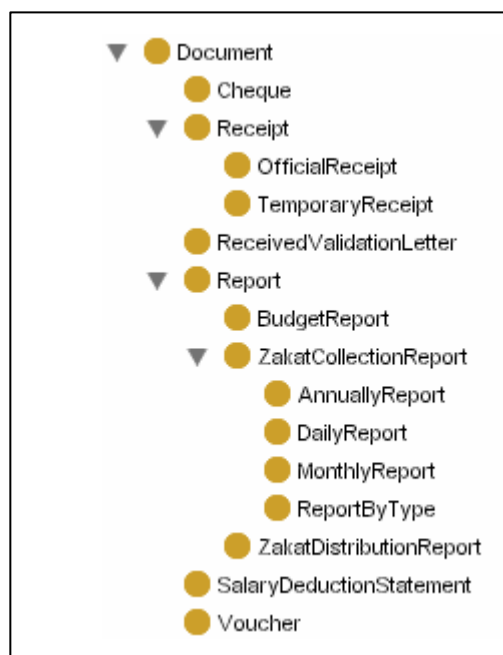 Document
Cheque
Receipt
OfficialReceipt
TemporaryReceipt
ReceivedValidationLetter
Report
BudgetReport
ZakatCollectionReport
AnnuallyReport
DailyReport
MonthlyReport
ReportByType
ZakatDistributionReport
SalaryDeductionStatement
Voucher